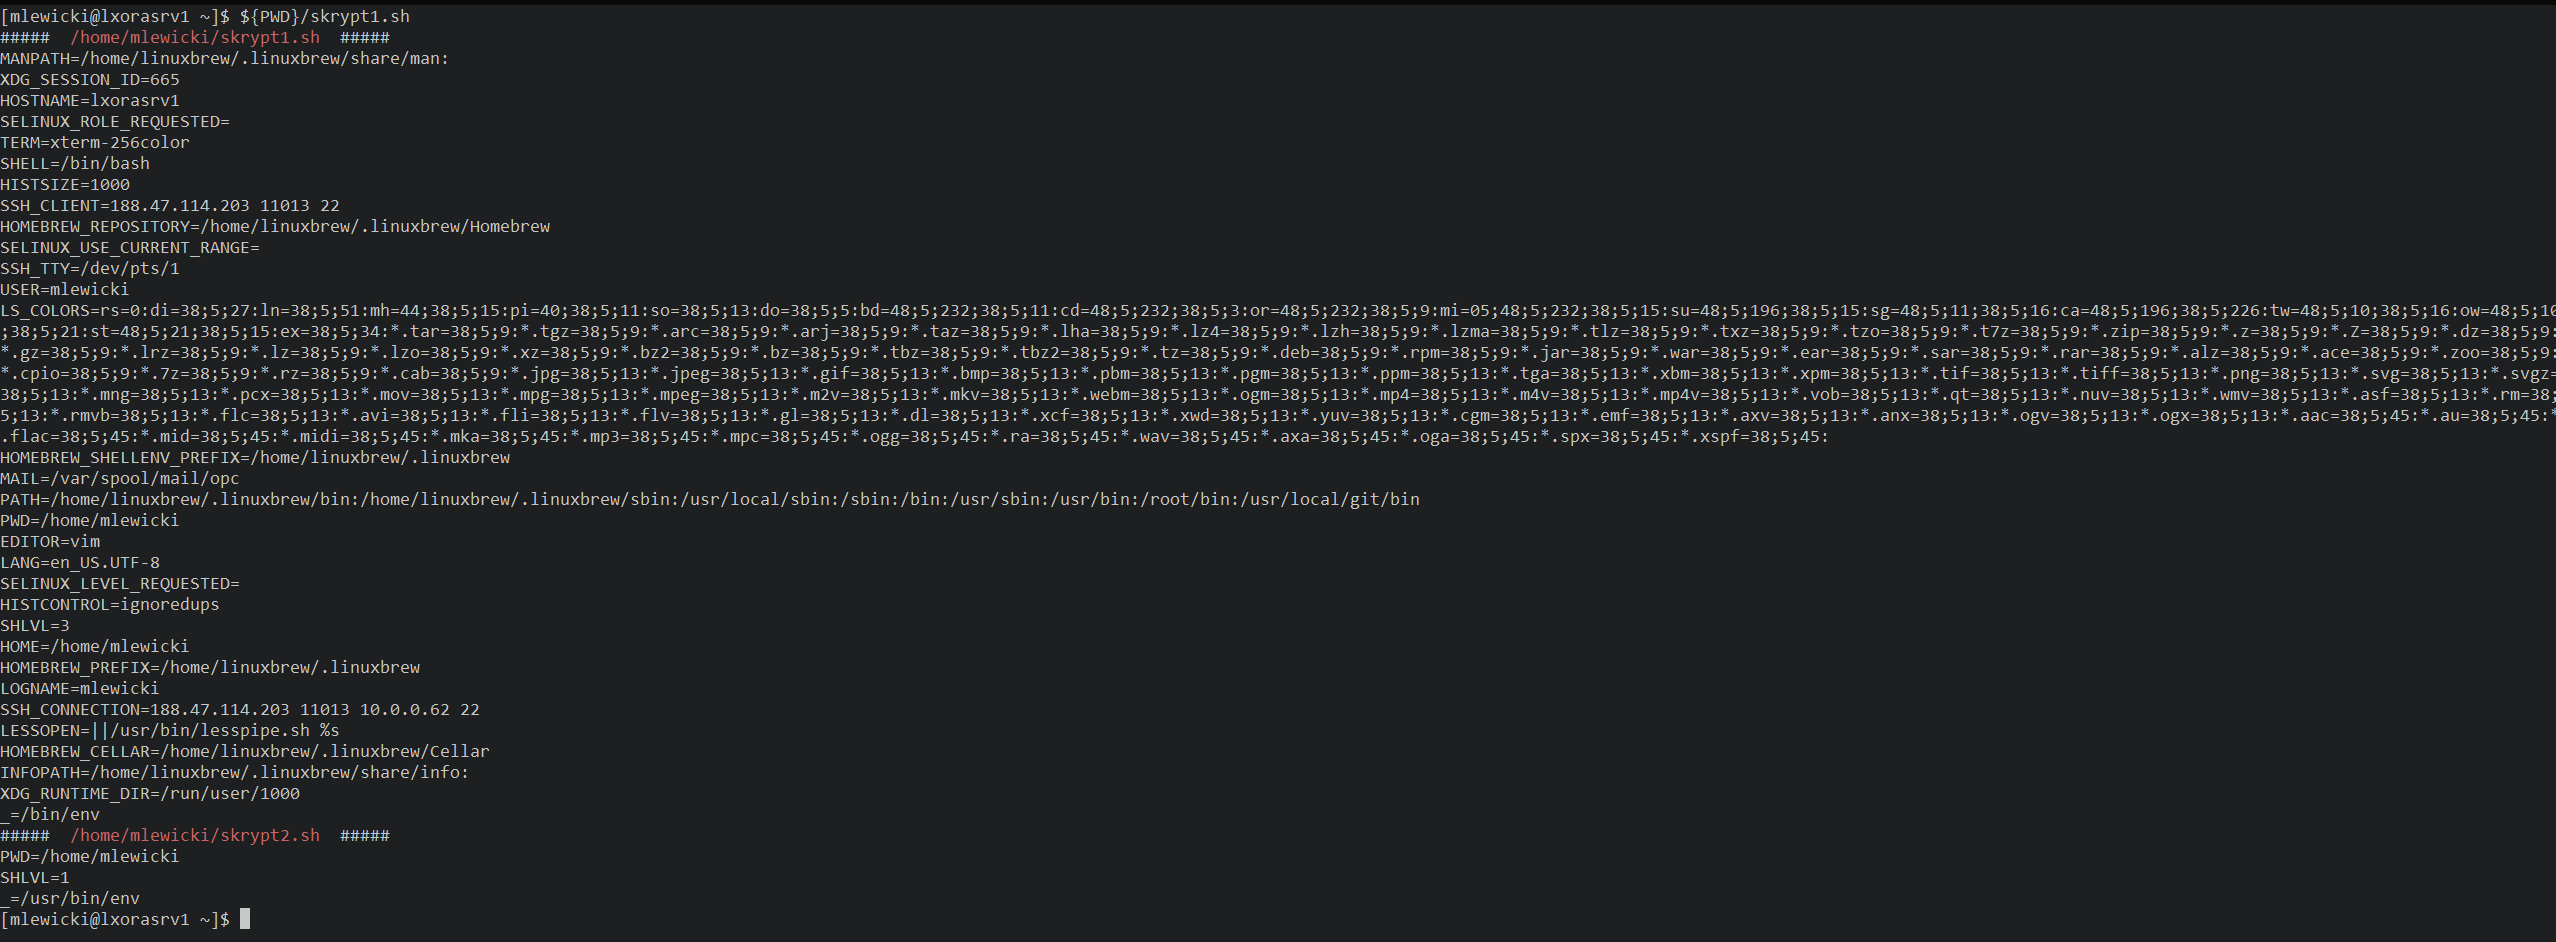 [mlewicki@lxorasrv1 ~]$ ${PWD}/skrypt1.sh
#####  /home/mlewicki/skrypt1.sh  #####
MANPATH=/home/linuxbrew/.linuxbrew/share/man:
XDG_SESSION_ID=665
HOSTNAME=lxorasrv1
SELINUX_ROLE_REQUESTED=
TERM=xterm-256color
SHELL=/bin/bash
HISTSIZE=1000
SSH_CLIENT=188.47.114.203 11013 22
HOMEBREW_REPOSITORY=/home/linuxbrew/.linuxbrew/Homebrew
SELINUX_USE_CURRENT_RANGE=
SSH_TTY=/dev/pts/1
USER=mlewicki
LS_COLORS=rs=0:di=38;5;27:ln=38;5;51:mh=44;38;5;15:pi=40;38;5;11:so=38;5;13:do=38;5;5:bd=48;5;232;38;5;11:cd=48;5;232;38;5;3:or=48;5;232;38;5;9:mi=05;48;5;232;38;5;15:su=48;5;196;38;5;15:sg=48;5;11;38;5;16:ca=48;5;196;38;5;226:tw=48;5;10;38;5;16:ow=48;5;10
;38;5;21:st=48;5;21;38;5;15:ex=38;5;34:*.tar=38;5;9:*.tgz=38;5;9:*.arc=38;5;9:*.arj=38;5;9:*.taz=38;5;9:*.lha=38;5;9:*.lz4=38;5;9:*.lzh=38;5;9:*.lzma=38;5;9:*.tlz=38;5;9:*.txz=38;5;9:*.tzo=38;5;9:*.t7z=38;5;9:*.zip=38;5;9:*.z=38;5;9:*.Z=38;5;9:*.dz=38;5;9:
*.gz=38;5;9:*.lrz=38;5;9:*.lz=38;5;9:*.lzo=38;5;9:*.xz=38;5;9:*.bz2=38;5;9:*.bz=38;5;9:*.tbz=38;5;9:*.tbz2=38;5;9:*.tz=38;5;9:*.deb=38;5;9:*.rpm=38;5;9:*.jar=38;5;9:*.war=38;5;9:*.ear=38;5;9:*.sar=38;5;9:*.rar=38;5;9:*.alz=38;5;9:*.ace=38;5;9:*.zoo=38;5;9:
*.cpio=38;5;9:*.7z=38;5;9:*.rz=38;5;9:*.cab=38;5;9:*.jpg=38;5;13:*.jpeg=38;5;13:*.gif=38;5;13:*.bmp=38;5;13:*.pbm=38;5;13:*.pgm=38;5;13:*.ppm=38;5;13:*.tga=38;5;13:*.xbm=38;5;13:*.xpm=38;5;13:*.tif=38;5;13:*.tiff=38;5;13:*.png=38;5;13:*.svg=38;5;13:*.svgz=
38;5;13:*.mng=38;5;13:*.pcx=38;5;13:*.mov=38;5;13:*.mpg=38;5;13:*.mpeg=38;5;13:*.m2v=38;5;13:*.mkv=38;5;13:*.webm=38;5;13:*.ogm=38;5;13:*.mp4=38;5;13:*.m4v=38;5;13:*.mp4v=38;5;13:*.vob=38;5;13:*.qt=38;5;13:*.nuv=38;5;13:*.wmv=38;5;13:*.asf=38;5;13:*.rm=38;
5;13:*.rmvb=38;5;13:*.flc=38;5;13:*.avi=38;5;13:*.fli=38;5;13:*.flv=38;5;13:*.gl=38;5;13:*.dl=38;5;13:*.xcf=38;5;13:*.xwd=38;5;13:*.yuv=38;5;13:*.cgm=38;5;13:*.emf=38;5;13:*.axv=38;5;13:*.anx=38;5;13:*.ogv=38;5;13:*.ogx=38;5;13:*.aac=38;5;45:*.au=38;5;45:*
.flac=38;5;45:*.mid=38;5;45:*.midi=38;5;45:*.mka=38;5;45:*.mp3=38;5;45:*.mpc=38;5;45:*.ogg=38;5;45:*.ra=38;5;45:*.wav=38;5;45:*.axa=38;5;45:*.oga=38;5;45:*.spx=38;5;45:*.xspf=38;5;45:
HOMEBREW_SHELLENV_PREFIX=/home/linuxbrew/.linuxbrew
MAIL=/var/spool/mail/opc
PATH=/home/linuxbrew/.linuxbrew/bin:/home/linuxbrew/.linuxbrew/sbin:/usr/local/sbin:/sbin:/bin:/usr/sbin:/usr/bin:/root/bin:/usr/local/git/bin
PWD=/home/mlewicki
EDITOR=vim
LANG=en_US.UTF-8
SELINUX_LEVEL_REQUESTED=
HISTCONTROL=ignoredups
SHLVL=3
HOME=/home/mlewicki
HOMEBREW_PREFIX=/home/linuxbrew/.linuxbrew
LOGNAME=mlewicki
SSH_CONNECTION=188.47.114.203 11013 10.0.0.62 22
LESSOPEN=||/usr/bin/lesspipe.sh %s
HOMEBREW_CELLAR=/home/linuxbrew/.linuxbrew/Cellar
INFOPATH=/home/linuxbrew/.linuxbrew/share/info:
XDG_RUNTIME_DIR=/run/user/1000
_=/bin/env
#####  /home/mlewicki/skrypt2.sh  #####
PWD=/home/mlewicki
SHLVL=1
_=/usr/bin/env
[mlewicki@lxorasrv1 ~]$